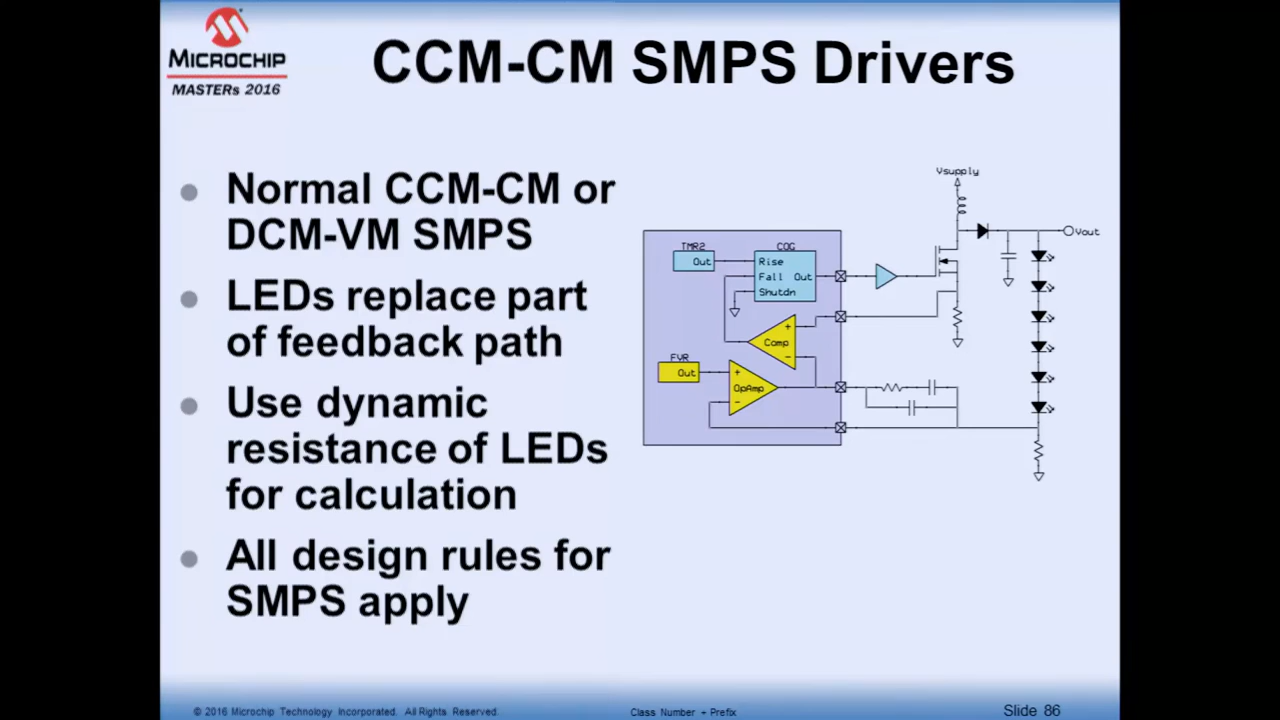 MICROCHIP
MASTERs 2016
CCM-CM SMPS Drivers
Normal CCM-CM or
DCM-VM SMPS
LEDs replace part
of feedback path
Use dynamic
resistance of LEDs
for calculation
All design rules for
SMPS apply
Vsupply
Vout
TMR2
Out
COG
Rise
Fall Out
Shutdn
+
Comp
-
FVR
Out
+
OpAmp
-
© 2016 Microchip Technology Incorporated. All Rights Reserved.
Class Number + Prefix
Slide 86